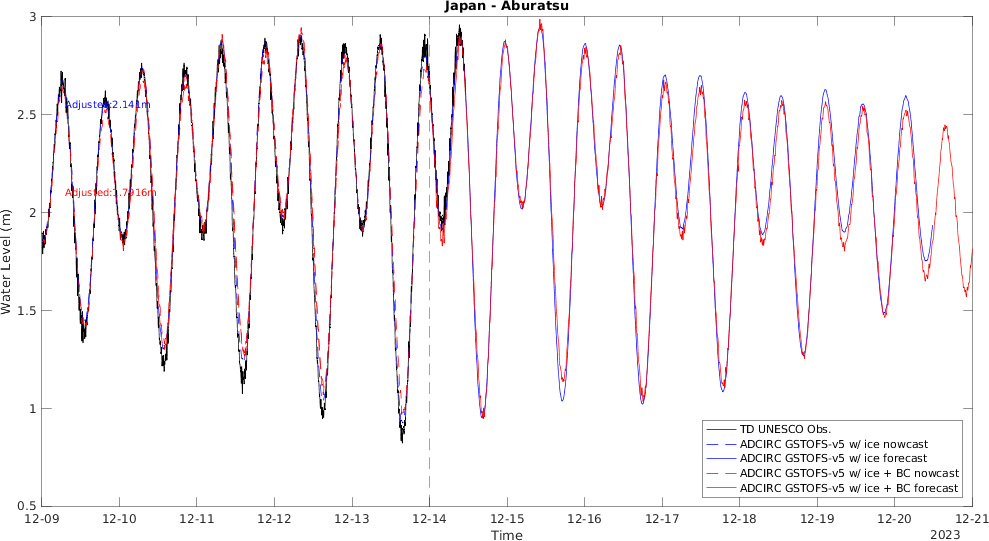 Japan - Aburatsu
3
2.5
2
1.5
1
0.5
Water Level (m)
Adjusted:2.141m
Adjusted:1.7916m
TD UNESCO Obs.
ADCIRC GSTOFS-v5 w/ ice nowcast
ADCIRC GSTOFS-v5 w/ ice forecast
ADCIRC GSTOFS-v5 w/ ice + BC nowcast
ADCIRC GSTOFS-v5 w/ ice + BC forecast
12-09 12-10 12-11 12-12 12-13 12-14 12-15 12-16 12-17 12-18 12-19 12-20 12-21
Time
2023